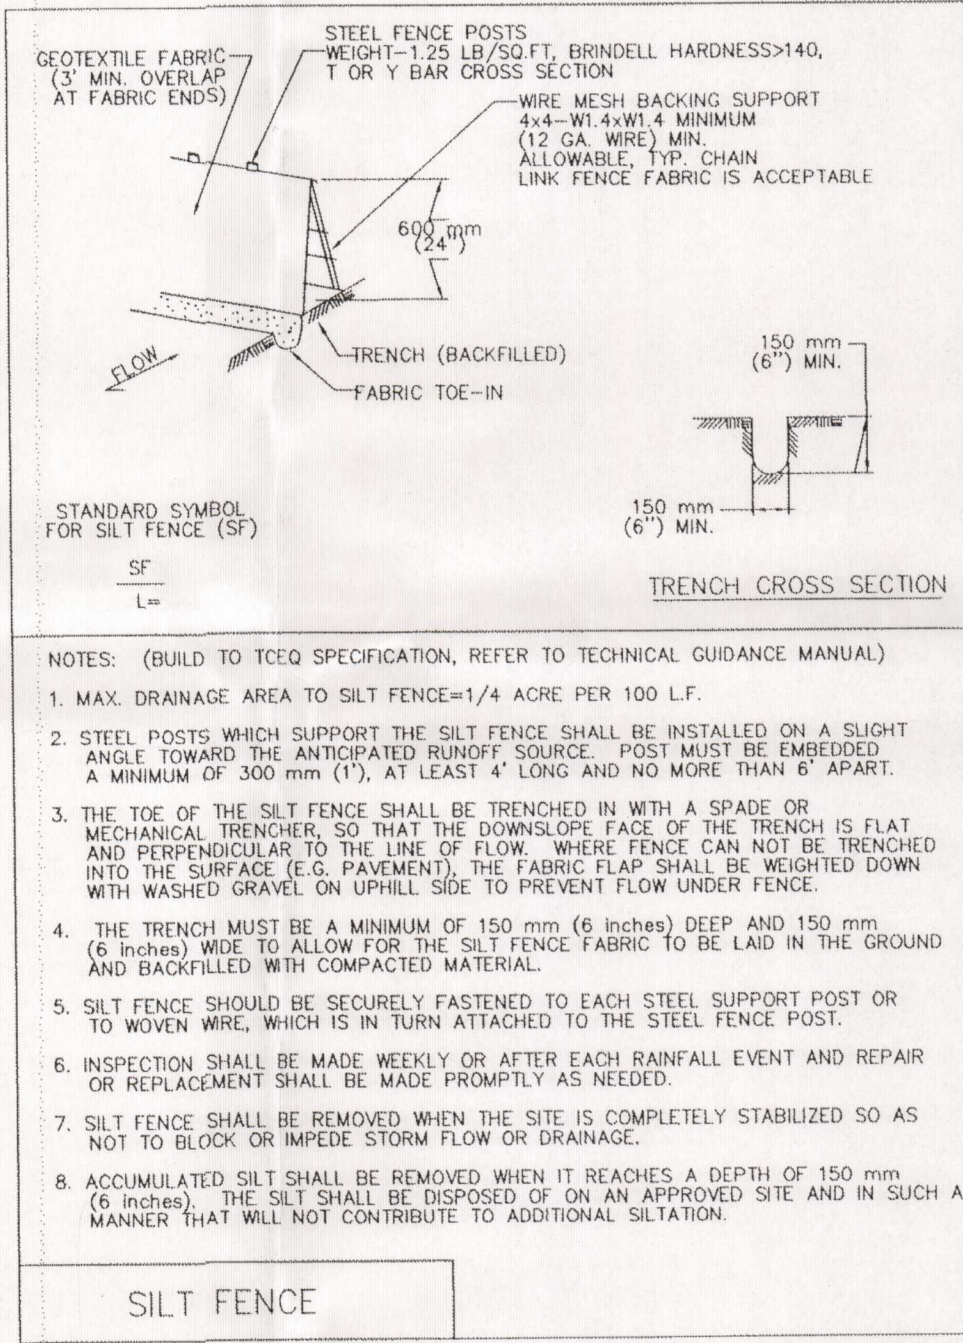 GEOTEXTILE FABRIC
(3' MIN. OVERLAP
AT FABRIC ENDS)
STEEL FENCE POSTS
WEIGHT-1.25 LB/SQ.FT, BRINDELL HARDNESS>140,
T OR Y BAR CROSS SECTION
WIRE MESH BACKING SUPPORT
4x4-W1.4xW1.4 MINIMUM
(12 GA. WIRE) MIN.
ALLOWABLE, TYP. CHAIN
LINK FENCE FABRIC IS ACCEPTABLE
600 mm
(24")
FLOW
TRENCH (BACKFILLED)
FABRIC TOE-IN
150 mm
(6") MIN.
150 mm
(6") MIN.
STANDARD SYMBOL
FOR SILT FENCE (SF)
SF
L=
TRENCH CROSS SECTION
NOTES: (BUILD TO TCEQ SPECIFICATION, REFER TO TECHNICAL GUIDANCE MANUAL)
1. MAX. DRAINAGE AREA TO SILT FENCE=1/4 ACRE PER 100 L.F.
2. STEEL POSTS WHICH SUPPORT THE SILT FENCE SHALL BE INSTALLED ON A SLIGHT
ANGLE TOWARD THE ANTICIPATED RUNOFF SOURCE. POST MUST BE EMBEDDED
A MINIMUM OF 300 mm (1'), AT LEAST 4' LONG AND NO MORE THAN 6' APART.
3. THE TOE OF THE SILT FENCE SHALL BE TRENCHED IN WITH A SPADE OR
MECHANICAL TRENCHER, SO THAT THE DOWNSLOPE FACE OF THE TRENCH IS FLAT
AND PERPENDICULAR TO THE LINE OF FLOW. WHERE FENCE CAN NOT BE TRENCHED
INTO THE SURFACE (E.G. PAVEMENT), THE FABRIC FLAP SHALL BE WEIGHTED DOWN
WITH WASHED GRAVEL ON UPHILL SIDE TO PREVENT FLOW UNDER FENCE.
4. THE TRENCH MUST BE A MINIMUM OF 150 mm (6 inches) DEEP AND 150 mm
(6 inches) WIDE TO ALLOW FOR THE SILT FENCE FABRIC TO BE LAID IN THE GROUND
AND BACKFILLED WITH COMPACTED MATERIAL.
5. SILT FENCE SHOULD BE SECURELY FASTENED TO EACH STEEL SUPPORT POST OR
TO WOVEN WIRE, WHICH IS IN TURN ATTACHED TO THE STEEL FENCE POST.
6. INSPECTION SHALL BE MADE WEEKLY OR AFTER EACH RAINFALL EVENT AND REPAIR
OR REPLACEMENT SHALL BE MADE PROMPTLY AS NEEDED.
7. SILT FENCE SHALL BE REMOVED WHEN THE SITE IS COMPLETELY STABILIZED SO AS
NOT TO BLOCK OR IMPEDE STORM FLOW OR DRAINAGE.
8. ACCUMULATED SILT SHALL BE REMOVED WHEN IT REACHES A DEPTH OF 150 mm
(6 inches). THE SILT SHALL BE DISPOSED OF ON AN APPROVED SITE AND IN SUCH A
MANNER THAT WILL NOT CONTRIBUTE TO ADDITIONAL SILTATION.
SILT FENCE